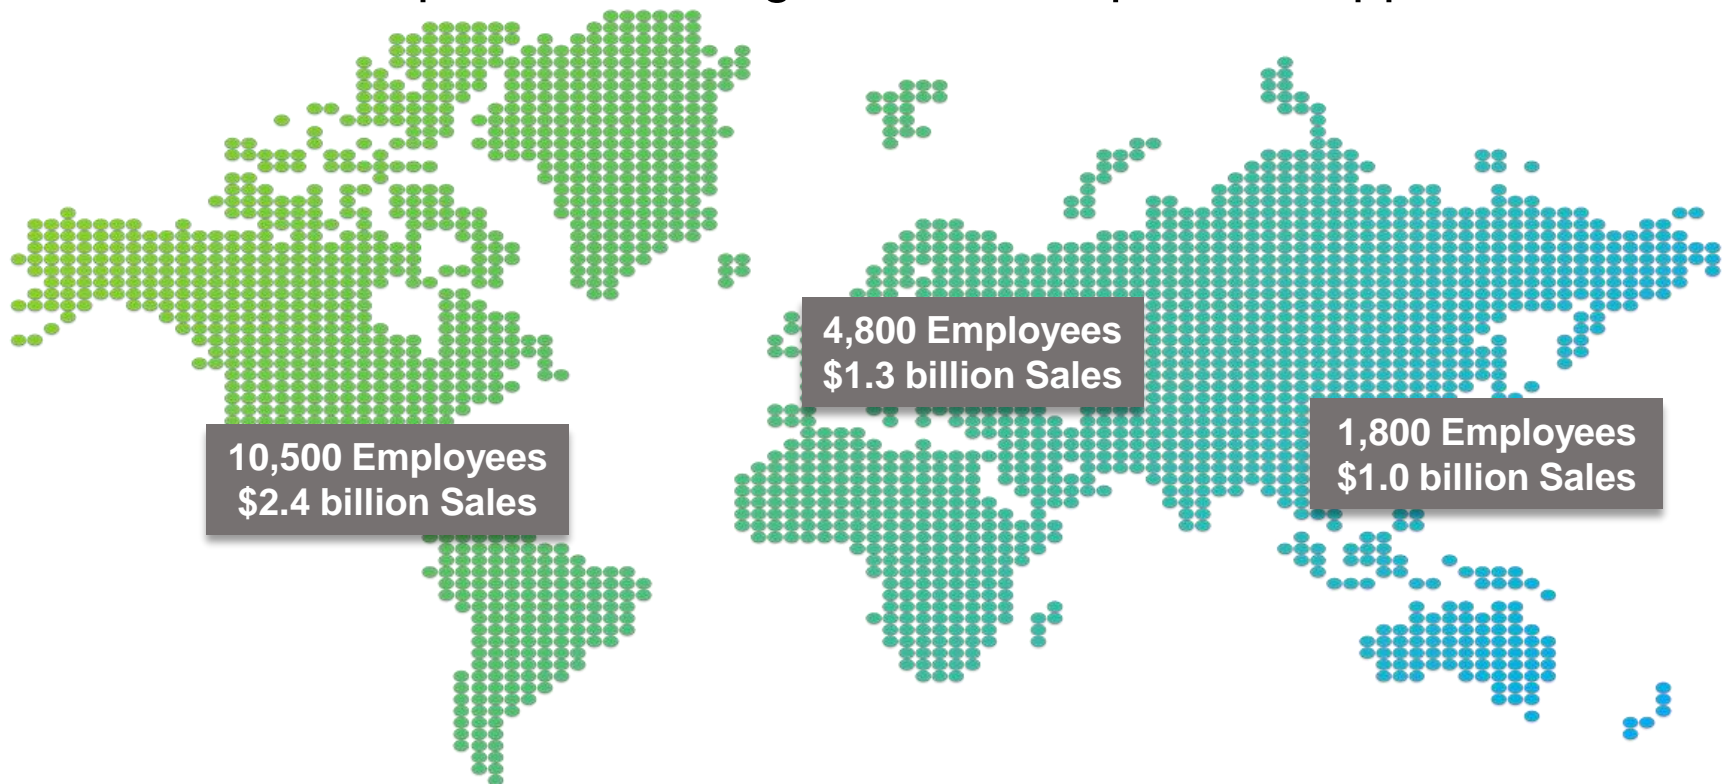 4,800 Employees
$1.3 billion Sales
1,800 Employees
$1.0 billion Sales
10,500 Employees
$2.4 billion Sales